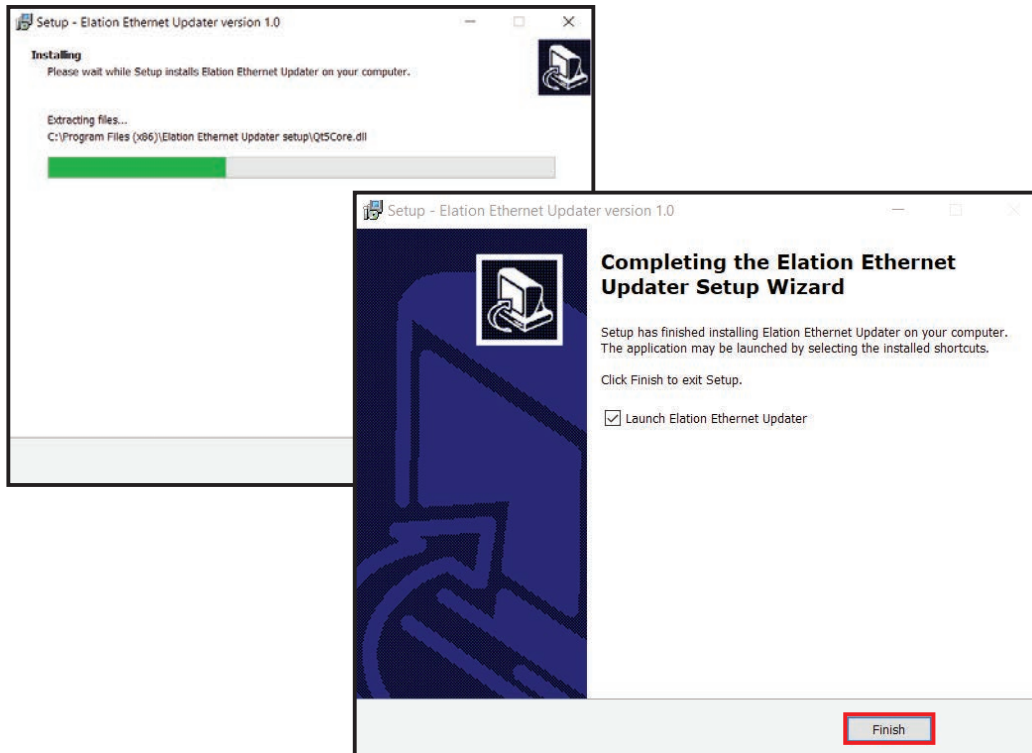 Setup - Elation Ethernet Updater version 1.0
Installing
Please wait while Setup installs Elation Ethernet Updater on your computer.
Extracting files...
C:\Program Files (x86)\Elation Ethernet Updater setup\Qt5Core.dll
Setup - Elation Ethernet Updater version 1.0
Completing the Elation Ethernet
Updater Setup Wizard
Setup has finished installing Elation Ethernet Updater on your computer.
The application may be launched by selecting the installed shortcuts.
Click Finish to exit Setup.
Launch Elation Ethernet Updater
Finish